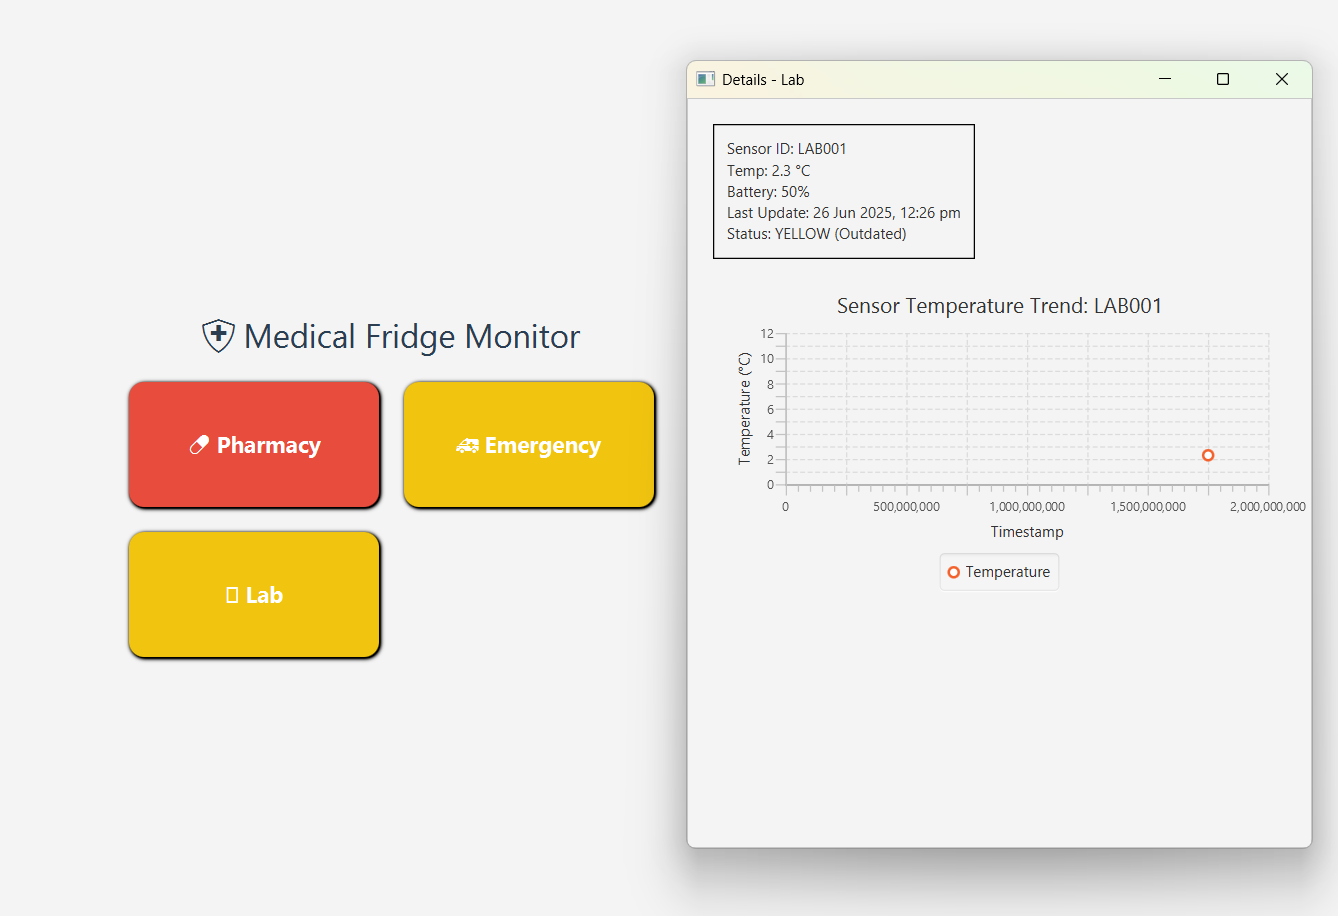 Medical Fridge Monitor
Pharmacy
Emergency
Lab
Details - Lab
Sensor ID: LAB001
Temp: 2.3 °C
Battery: 50%
Last Update: 26 Jun 2025, 12:26 pm
Status: YELLOW (Outdated)
Sensor Temperature Trend: LAB001
Temperature (°C)
12
10
8
6
4
2
0
0 500,000,000 1,000,000,000 1,500,000,000 2,000,000,000
Timestamp
Temperature